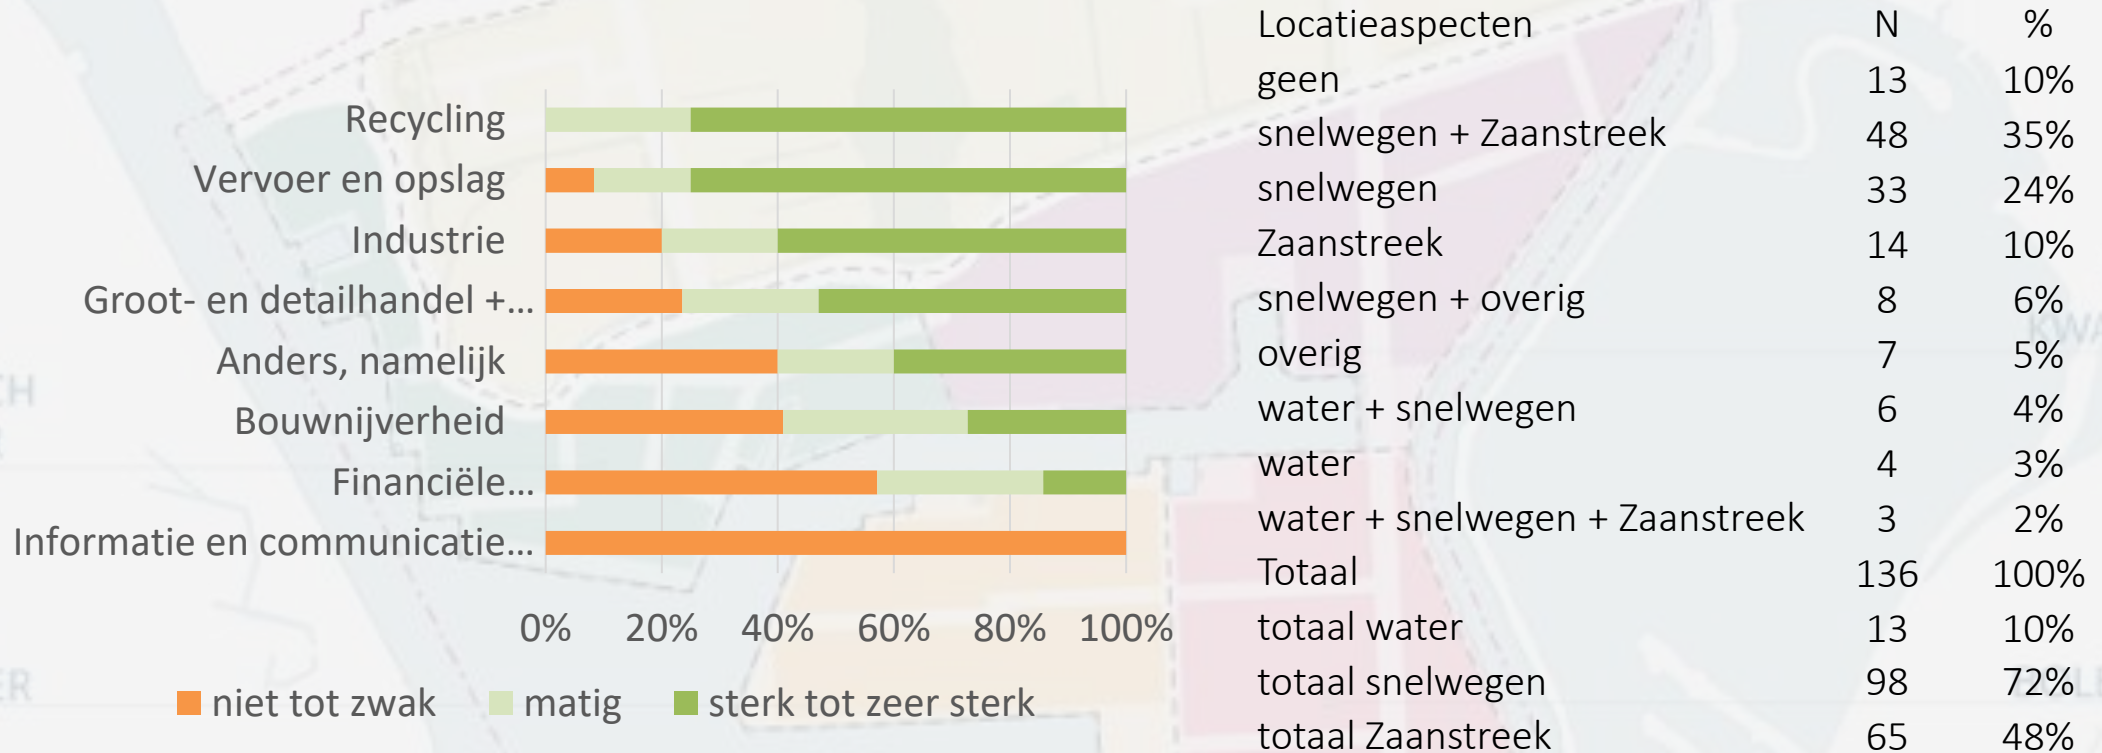 Recycling
Vervoer en opslag
Industrie
Groot- en detailhandel +...
Anders, namelijk
Bouwnijverheid
Financiële...
Informatie en communicatie...
0% 20% 40% 60% 80% 100%
niet tot zwak matig sterk tot zeer sterk
Locatieaspecten N %
geen 13 10%
snelwegen + Zaanstreek 48 35%
snelwegen 33 24%
Zaanstreek 14 10%
snelwegen + overig 8 6%
overig 7 5%
water + snelwegen 6 4%
water 4 3%
water + snelwegen + Zaanstreek 3 2%
Totaal 136 100%
totaal water 13 10%
totaal snelwegen 98 72%
totaal Zaanstreek 65 48%